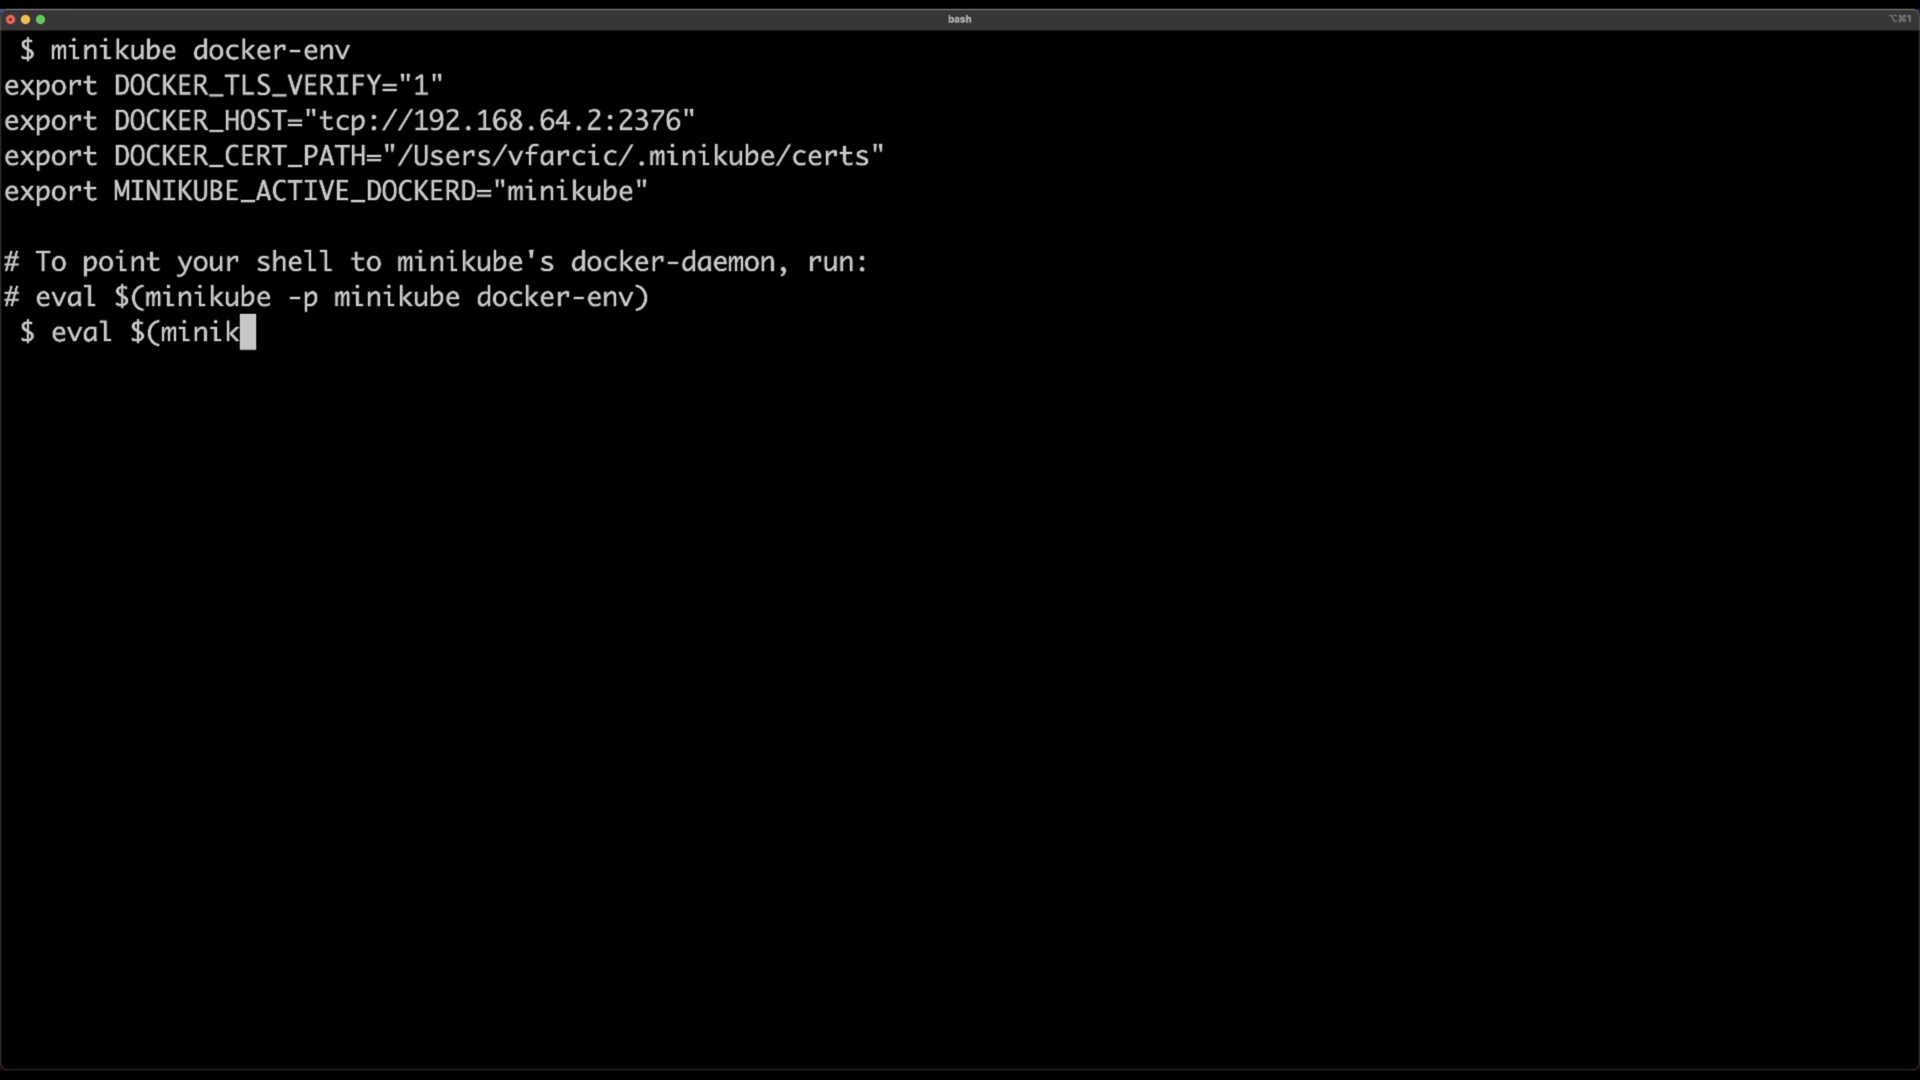 bash
⌥⌘1
$ minikube docker-env
export DOCKER_TLS_VERIFY="1"
export DOCKER_HOST="tcp://192.168.64.2:2376"
export DOCKER_CERT_PATH="/Users/vfarcic/.minikube/certs"
export MINIKUBE_ACTIVE_DOCKERD="minikube"
# To point your shell to minikube's docker-daemon, run:
# eval $(minikube -p minikube docker-env)
$ eval $(minik